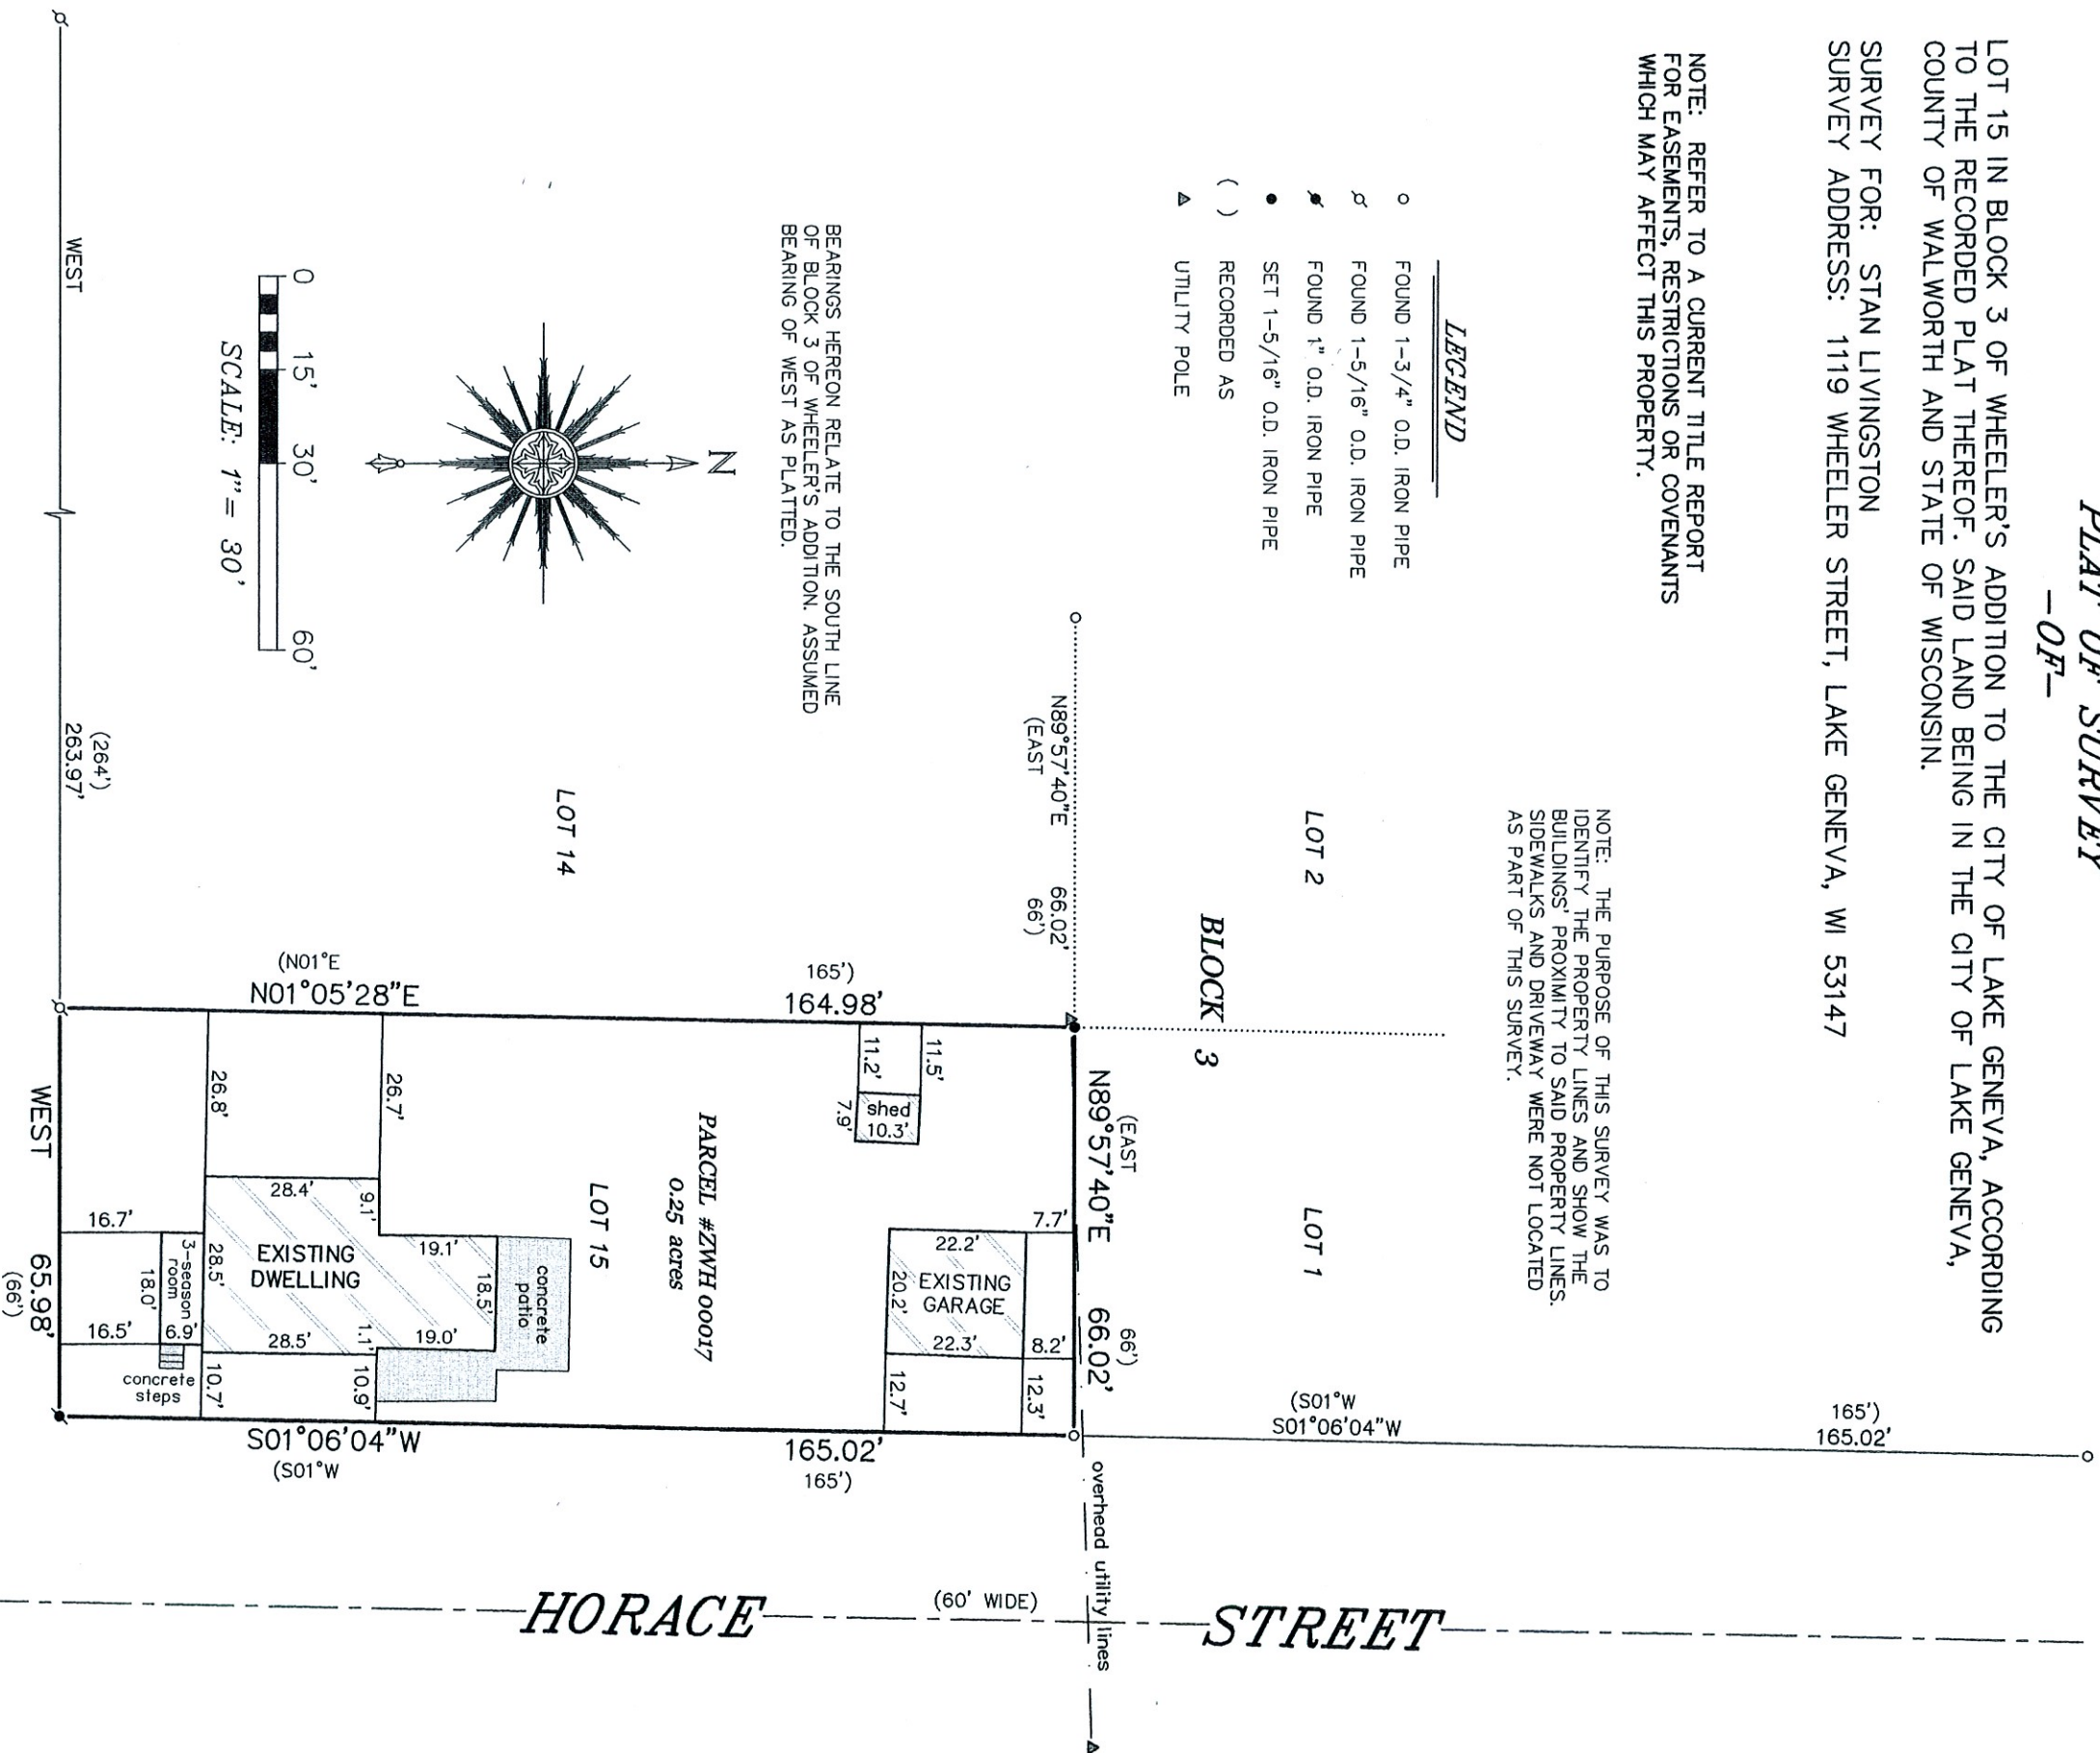 PLAT OF SURVEY
-OF-
LOT 15 IN BLOCK 3 OF WHEELER'S ADDITION TO THE CITY OF LAKE GENEVA, ACCORDING
TO THE RECORDED PLAT THEREOF. SAID LAND BEING IN THE CITY OF LAKE GENEVA,
COUNTY OF WALWORTH AND STATE OF WISCONSIN.
SURVEY FOR: STAN LIVINGSTON
SURVEY ADDRESS: 1119 WHEELER STREET, LAKE GENEVA, WI 53147
NOTE: REFER TO A CURRENT TITLE REPORT
FOR EASEMENTS, RESTRICTIONS OR COVENANTS
WHICH MAY AFFECT THIS PROPERTY.
NOTE: THE PURPOSE OF THIS SURVEY WAS TO
IDENTIFY THE PROPERTY LINES AND SHOW THE
BUILDINGS' PROXIMITY TO SAID PROPERTY LINES.
SIDEWALKS AND DRIVEWAY WERE NOT LOCATED
AS PART OF THIS SURVEY.
LEGEND
FOUND 1-3/4" O.D. IRON PIPE
FOUND 1-5/16" O.D. IRON PIPE
FOUND 1" O.D. IRON PIPE
SET 1-5/16" O.D. IRON PIPE
( ) RECORDED AS
UTILITY POLE
165')
165.02'
(S01°W
S01°06'04"W
LOT 2
LOT 1
BLOCK 3
N89°57'40"E 66.02'
(EAST 66')
(EAST 66')
N89°57'40"E 66.02'
overhead utility lines
STREET
(60' WIDE)
HORACE
BEARINGS HEREON RELATE TO THE SOUTH LINE
OF BLOCK 3 OF WHEELER'S ADDITION. ASSUMED
BEARING OF WEST AS PLATTED.
N
0 15' 30' 60'
SCALE: 1"= 30'
LOT 14
165')
164.98'
(N01°E
N01°05'28"E
11.5'
11.2'
shed
10.3'
7.9'
7.7'
8.2'
12.3'
22.2'
EXISTING
GARAGE
22.3'
20.2'
12.7'
165.02'
165')
PARCEL #ZWH 00017
0.25 acres
LOT 15
concrete
patio
18.5'
19.1'
19.0'
26.7'
9.1'
1.1'
10.9'
28.4'
EXISTING
DWELLING
28.5'
28.5'
26.8'
10.7'
3-season
room
6.9'
18.0'
concrete
steps
16.7'
16.5'
S01°06'04"W
(S01°W
WEST
(264')
263.97'
WEST 65.98'
(66')